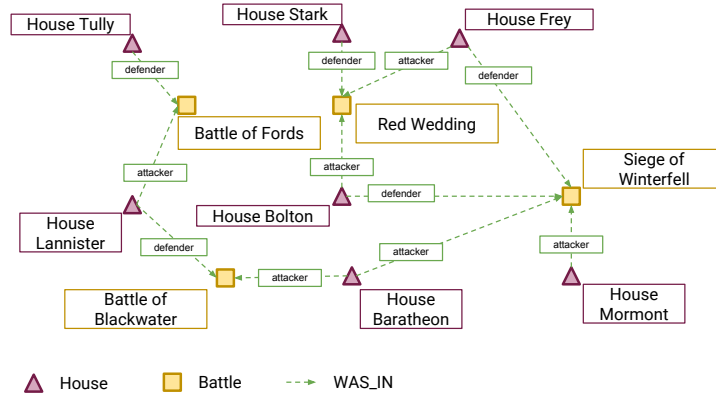 House Tully
House Stark
House Frey
defender
defender
attacker
defender
Battle of Fords
Red Wedding
attacker
attacker
Siege of
Winterfell
defender
House Bolton
House
Lannister
defender
attacker
attacker
attacker
Battle of
Blackwater
House
Baratheon
House
Mormont
House
Battle
WAS_IN